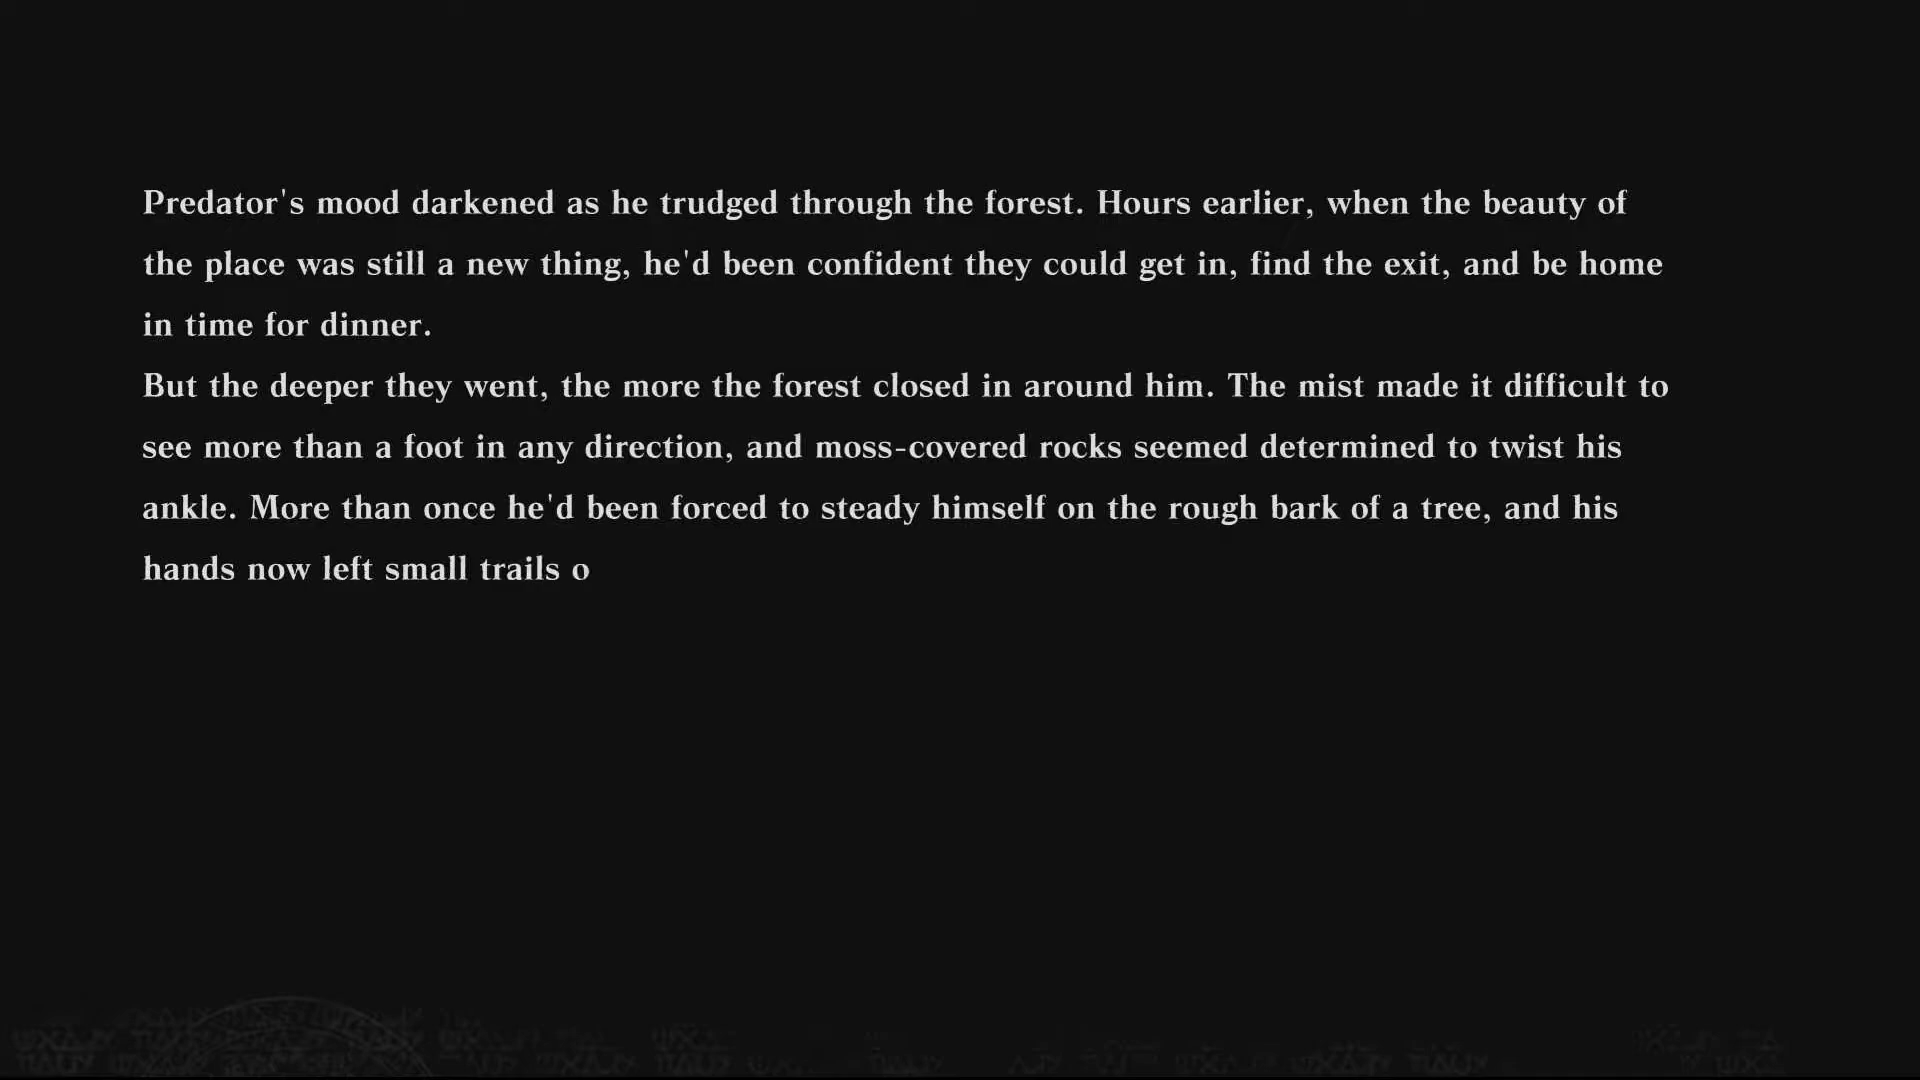 Predator's mood darkened as he trudged through the forest. Hours earlier, when the beauty of
the place was still a new thing, he'd been confident they could get in, find the exit, and be home
in time for dinner.
But the deeper they went, the more the forest closed in around him. The mist made it difficult to
see more than a foot in any direction, and moss-covered rocks seemed determined to twist his
ankle. More than once he'd been forced to steady himself on the rough bark of a tree, and his
hands now left small trails o